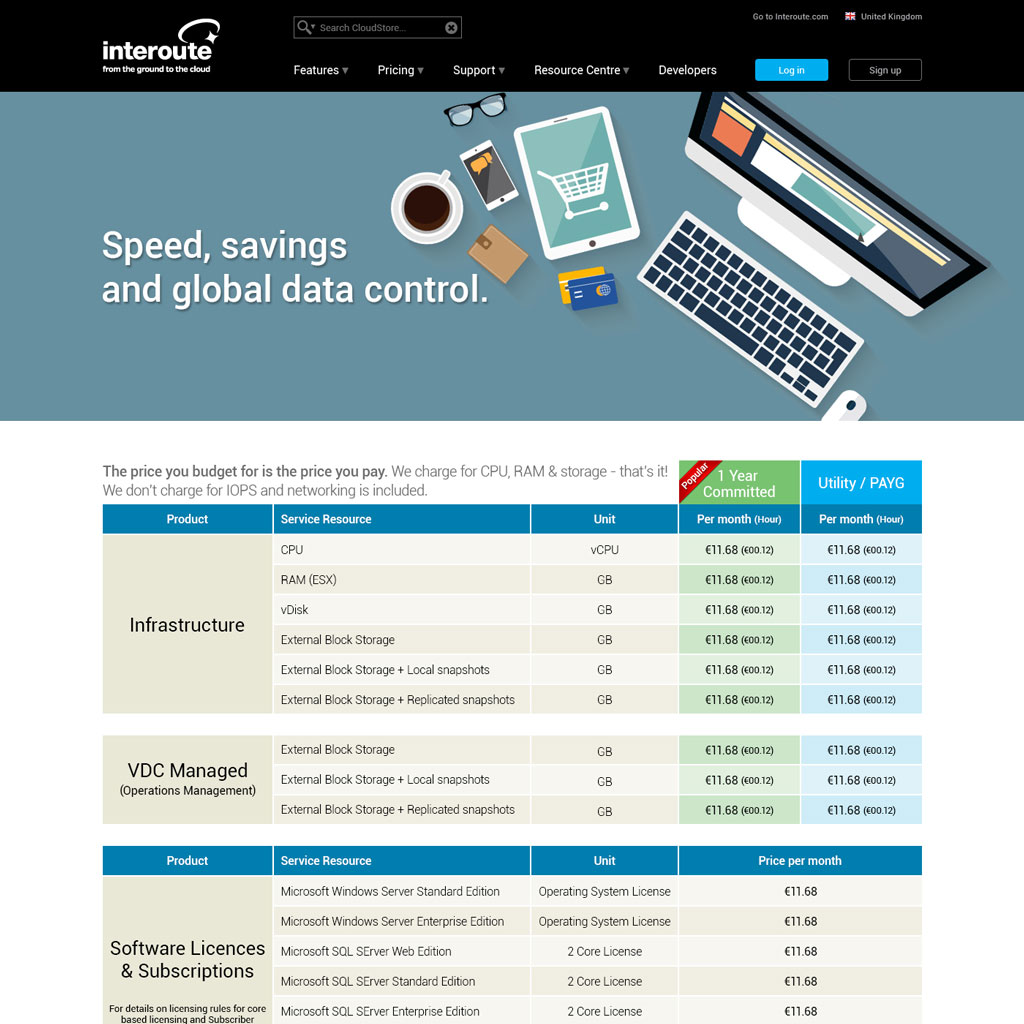 Go to Interoute.com United Kingdom
Search CloudStore...
interoute
from the ground to the cloud
Features Pricing Support Resource Centre Developers Log in Sign up
Speed, savings
and global data control.
The price you budget for is the price you pay. We charge for CPU, RAM & storage - that's it!
We don't charge for IOPS and networking is included.
Popular
1 Year
Committed
Utility / PAYG
Product Service Resource Unit Per month (Hour) Per month (Hour)
Infrastructure
CPU vCPU €11.68 (€00.12) €11.68 (€00.12)
RAM (ESX) GB €11.68 (€00.12) €11.68 (€00.12)
vDisk GB €11.68 (€00.12) €11.68 (€00.12)
External Block Storage GB €11.68 (€00.12) €11.68 (€00.12)
External Block Storage + Local snapshots GB €11.68 (€00.12) €11.68 (€00.12)
External Block Storage + Replicated snapshots GB €11.68 (€00.12) €11.68 (€00.12)
VDC Managed
(Operations Management)
External Block Storage GB €11.68 (€00.12) €11.68 (€00.12)
External Block Storage + Local snapshots GB €11.68 (€00.12) €11.68 (€00.12)
External Block Storage + Replicated snapshots GB €11.68 (€00.12) €11.68 (€00.12)
Product Service Resource Unit Price per month
Software Licences
& Subscriptions
For details on licensing rules for core
based licensing and Subscriber
Microsoft Windows Server Standard Edition Operating System License €11.68
Microsoft Windows Server Enterprise Edition Operating System License €11.68
Microsoft SQL SErver Web Edition 2 Core License €11.68
Microsoft SQL SErver Standard Edition 2 Core License €11.68
Microsoft SQL SErver Enterprise Edition 2 Core License €11.68